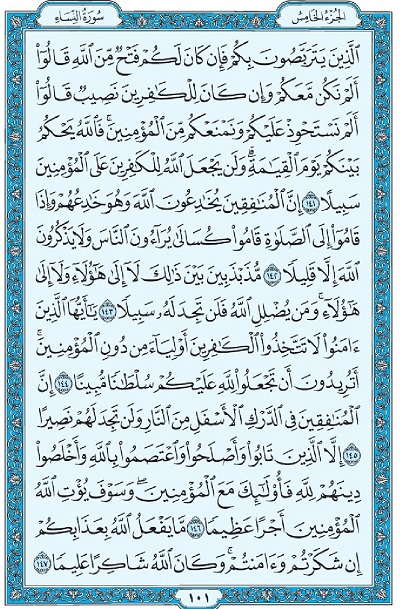 الجزء الخامس
سورة النساء
ٱلَّذِينَ يَتَرَبَّصُونَ بِكُمْ فَإِن كَانَ لَكُمْ فَتْحٌ مِّنَ ٱللَّهِ قَالُوٓا۟
أَلَمْ نَكُن مَّعَكُمْ وَإِن كَانَ لِلْكَٰفِرِينَ نَصِيبٌ قَالُوٓا۟
أَلَمْ نَسْتَحْوِذْ عَلَيْكُمْ وَنَمْنَعْكُم مِّنَ ٱلْمُؤْمِنِينَ ۚ فَٱللَّهُ يَحْكُمُ
بَيْنَكُمْ يَوْمَ ٱلْقِيَٰمَةِ ۗ وَلَن يَجْعَلَ ٱللَّهُ لِلْكَٰفِرِينَ عَلَى ٱلْمُؤْمِنِينَ
سَبِيلًا ١٤١ إِنَّ ٱلْمُنَٰفِقِينَ يُخَٰدِعُونَ ٱللَّهَ وَهُوَ خَٰدِعُهُمْ وَإِذَا
قَامُوٓا۟ إِلَى ٱلصَّلَوٰةِ قَامُوا۟ كُسَالَىٰ يُرَآءُونَ ٱلنَّاسَ وَلَا يَذْكُرُونَ
ٱللَّهَ إِلَّا قَلِيلًا ١٤٢ مُّذَبْذَبِينَ بَيْنَ ذَٰلِكَ لَآ إِلَىٰ هَٰٓؤُلَآءِ وَلَآ إِلَىٰ
هَٰٓؤُلَآءِ ۚ وَمَن يُضْلِلِ ٱللَّهُ فَلَن تَجِدَ لَهُۥ سَبِيلًا ١٤٣ يَٰٓأَيُّهَا ٱلَّذِينَ
ءَامَنُوا۟ لَا تَتَّخِذُوا۟ ٱلْكَٰفِرِينَ أَوْلِيَآءَ مِن دُونِ ٱلْمُؤْمِنِينَ ۚ
أَتُرِيدُونَ أَن تَجْعَلُوا۟ لِلَّهِ عَلَيْكُمْ سُلْطَٰنًا مُّبِينًا ١٤٤ إِنَّ
ٱلْمُنَٰفِقِينَ فِى ٱلدَّرْكِ ٱلْأَسْفَلِ مِنَ ٱلنَّارِ وَلَن تَجِدَ لَهُمْ نَصِيرًا
١٤٥ إِلَّا ٱلَّذِينَ تَابُوا۟ وَأَصْلَحُوا۟ وَٱعْتَصَمُوا۟ بِٱللَّهِ وَأَخْلَصُوا۟
دِينَهُمْ لِلَّهِ فَأُو۟لَٰٓئِكَ مَعَ ٱلْمُؤْمِنِينَ ۖ وَسَوْفَ يُؤْتِ ٱللَّهُ
ٱلْمُؤْمِنِينَ أَجْرًا عَظِيمًا ١٤٦ مَّا يَفْعَلُ ٱللَّهُ بِعَذَابِكُمْ
إِن شَكَرْتُمْ وَءَامَنتُمْ ۚ وَكَانَ ٱللَّهُ شَاكِرًا عَلِيمًا ١٤٧
١٠١